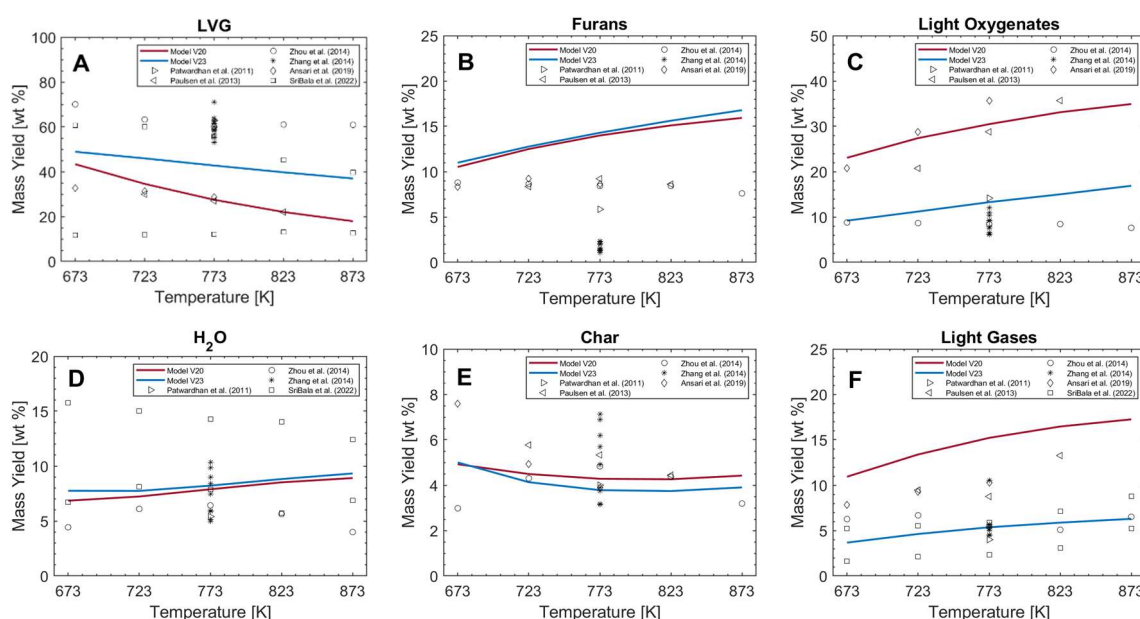 LVG
A
Mass Yield [wt %]
100
80
60
40
20
0
Model V20
Model V23
Patwardhan et al. (2011)
Paulsen et al. (2013)
Zhou et al. (2014)
Zhang et al. (2014)
Ansari et al. (2019)
SriBala et al. (2022)
673 723 773 823 873
Temperature [K]
Furans
B
Mass Yield [wt %]
25
20
15
10
5
0
Model V20
Model V23
Patwardhan et al. (2011)
Paulsen et al. (2013)
Zhou et al. (2014)
Zhang et al. (2014)
Ansari et al. (2019)
673 723 773 823 873
Temperature [K]
Light Oxygenates
C
Mass Yield [wt %]
50
40
30
20
10
0
Model V20
Model V23
Patwardhan et al. (2011)
Paulsen et al. (2013)
Zhou et al. (2014)
Zhang et al. (2014)
Ansari et al. (2019)
673 723 773 823 873
Temperature [K]
H2O
D
Mass Yield [wt %]
20
15
10
5
0
Model V20
Model V23
Patwardhan et al. (2011)
Zhou et al. (2014)
Zhang et al. (2014)
SriBala et al. (2022)
673 723 773 823 873
Temperature [K]
Char
E
Mass Yield [wt %]
10
8
6
4
2
0
Model V20
Model V23
Patwardhan et al. (2011)
Paulsen et al. (2013)
Zhou et al. (2014)
Zhang et al. (2014)
Ansari et al. (2019)
673 723 773 823 873
Temperature [K]
Light Gases
F
Mass Yield [wt %]
25
20
15
10
5
0
Model V20
Model V23
Patwardhan et al. (2011)
Paulsen et al. (2013)
Zhou et al. (2014)
Zhang et al. (2014)
Ansari et al. (2019)
SriBala et al. (2022)
673 723 773 823 873
Temperature [K]